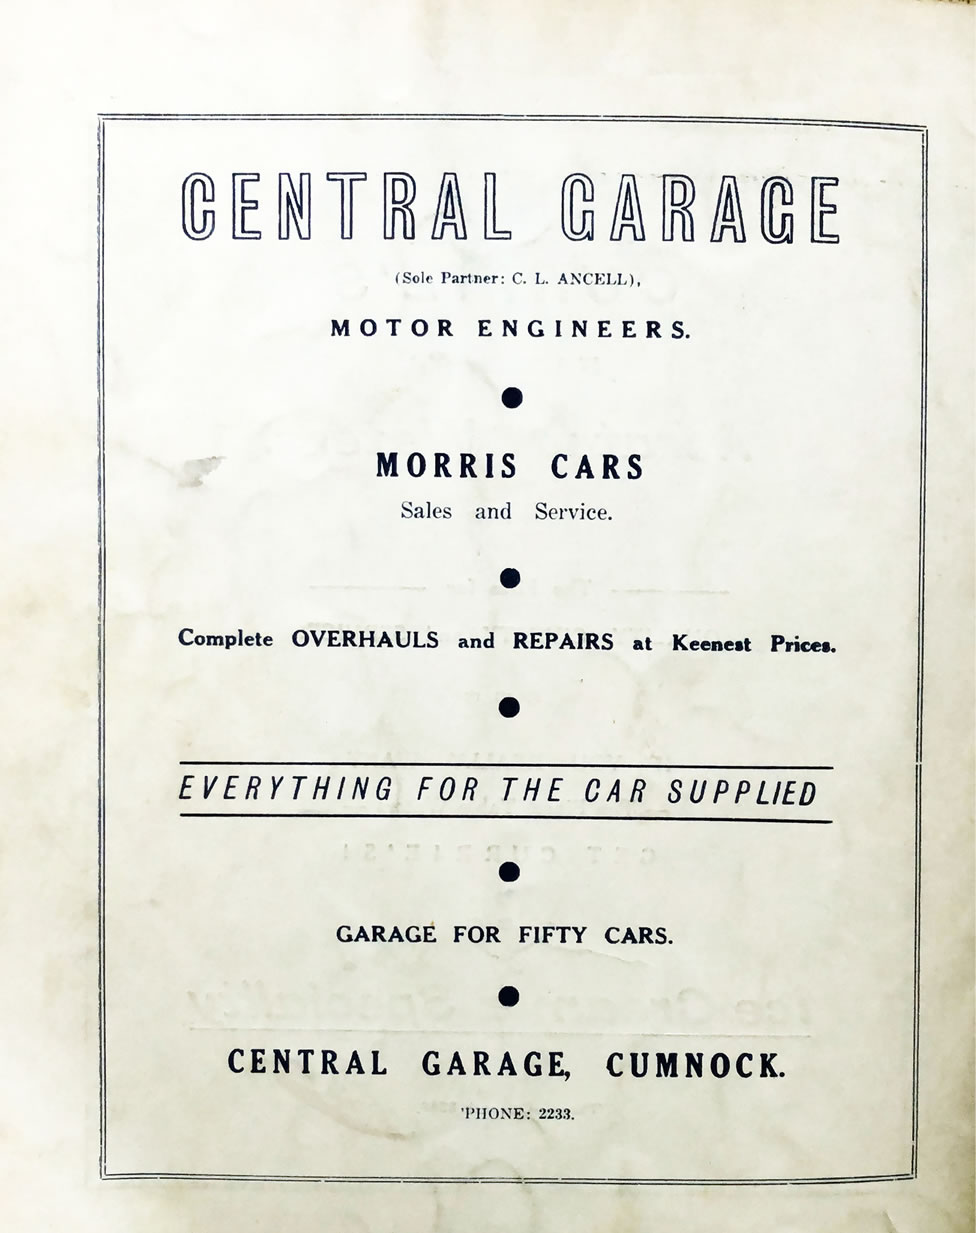 CENTRAL GARAGE
(Sole Partner: C. L. ANCELL),
MOTOR ENGINEERS.
MORRIS CARS
Sales and Service.
Complete OVERHAULS and REPAIRS at Keenest Prices.
EVERYTHING FOR THE CAR SUPPLIED
GARAGE FOR FIFTY CARS.
CENTRAL GARAGE, CUMNOCK.
'PHONE: 2233.